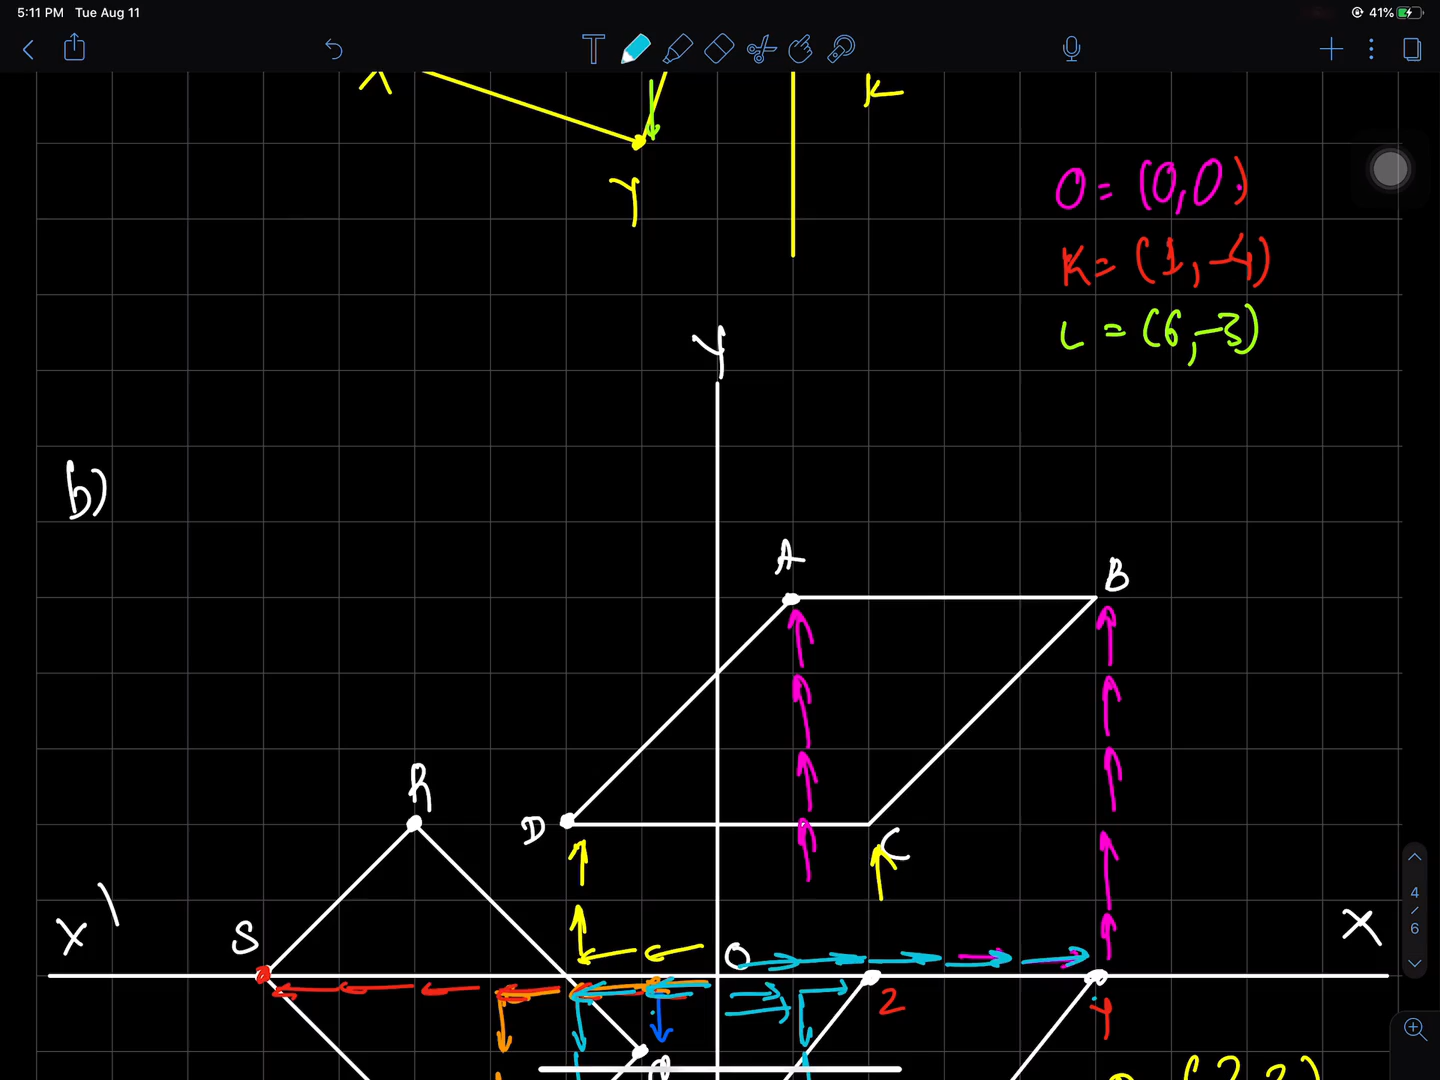 5:11 PM Tue Aug 11
41%
T
K
Y
O = (0,0)
K = (1,-4)
L = (6,-3)
Y
b)
A
B
R
D
C
4
/
6
X'
S
O
X
2